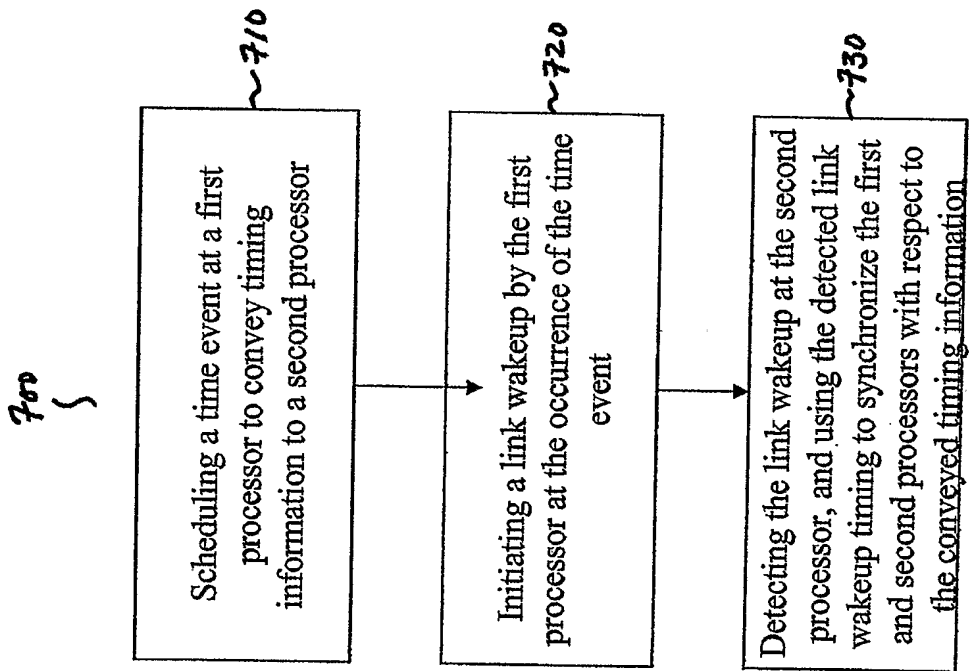 700
Scheduling a time event at a first
processor to convey timing
information to a second processor
~710
Initiating a link wakeup by the first
processor at the occurrence of the time
event
~720
Detecting the link wakeup at the second
processor, and using the detected link
wakeup timing to synchronize the first
and second processors with respect to
the conveyed timing information
~730